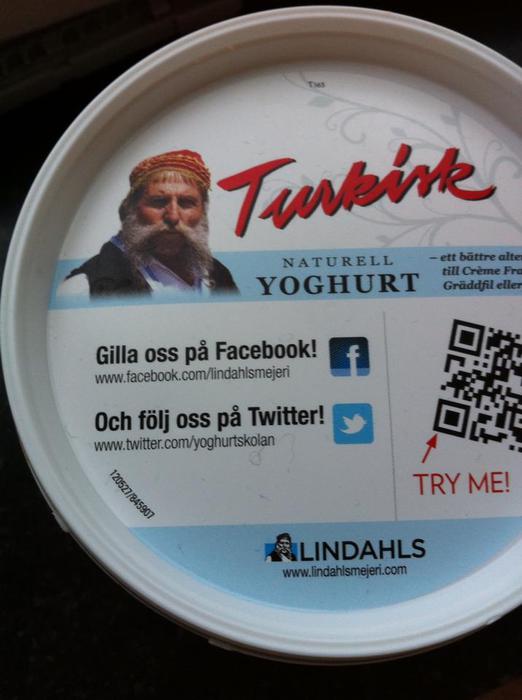 Turkisk
NATURELL
YOGHURT
– ett bättre alte
till Crème Fra
Gräddfil eller
Gilla oss på Facebook!
www.facebook.com/lindahlsmejeri
f
Och följ oss på Twitter!
www.twitter.com/yoghurtskolan
120527/845907
TRY ME!
LINDAHLS
www.lindahlsmejeri.com